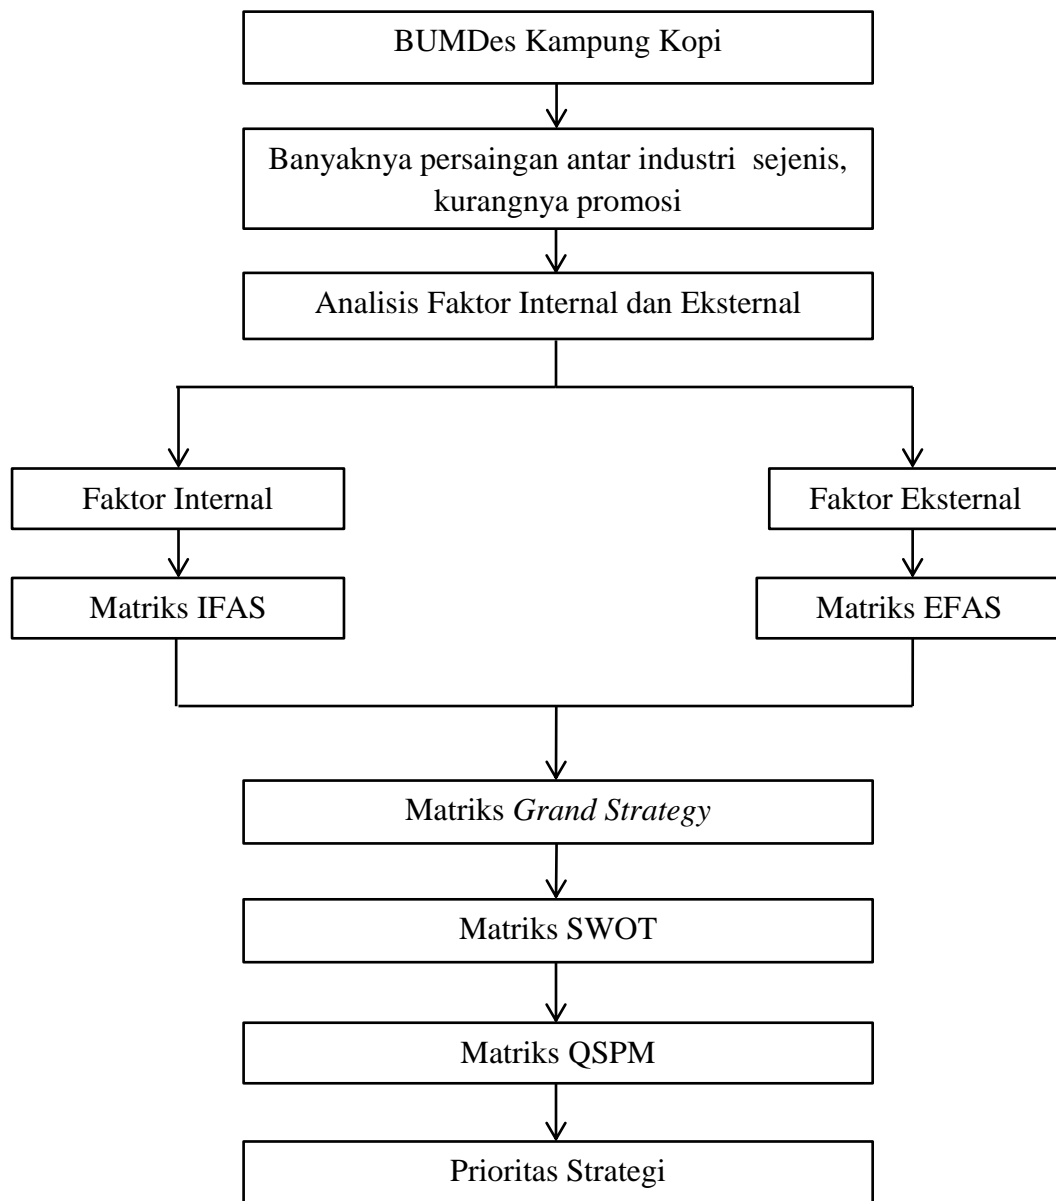 BUMDes Kampung Kopi
Banyaknya persaingan antar industri sejenis,
kurangnya promosi
Analisis Faktor Internal dan Eksternal
Faktor Internal
Faktor Eksternal
Matriks IFAS
Matriks EFAS
Matriks Grand Strategy
Matriks SWOT
Matriks QSPM
Prioritas Strategi